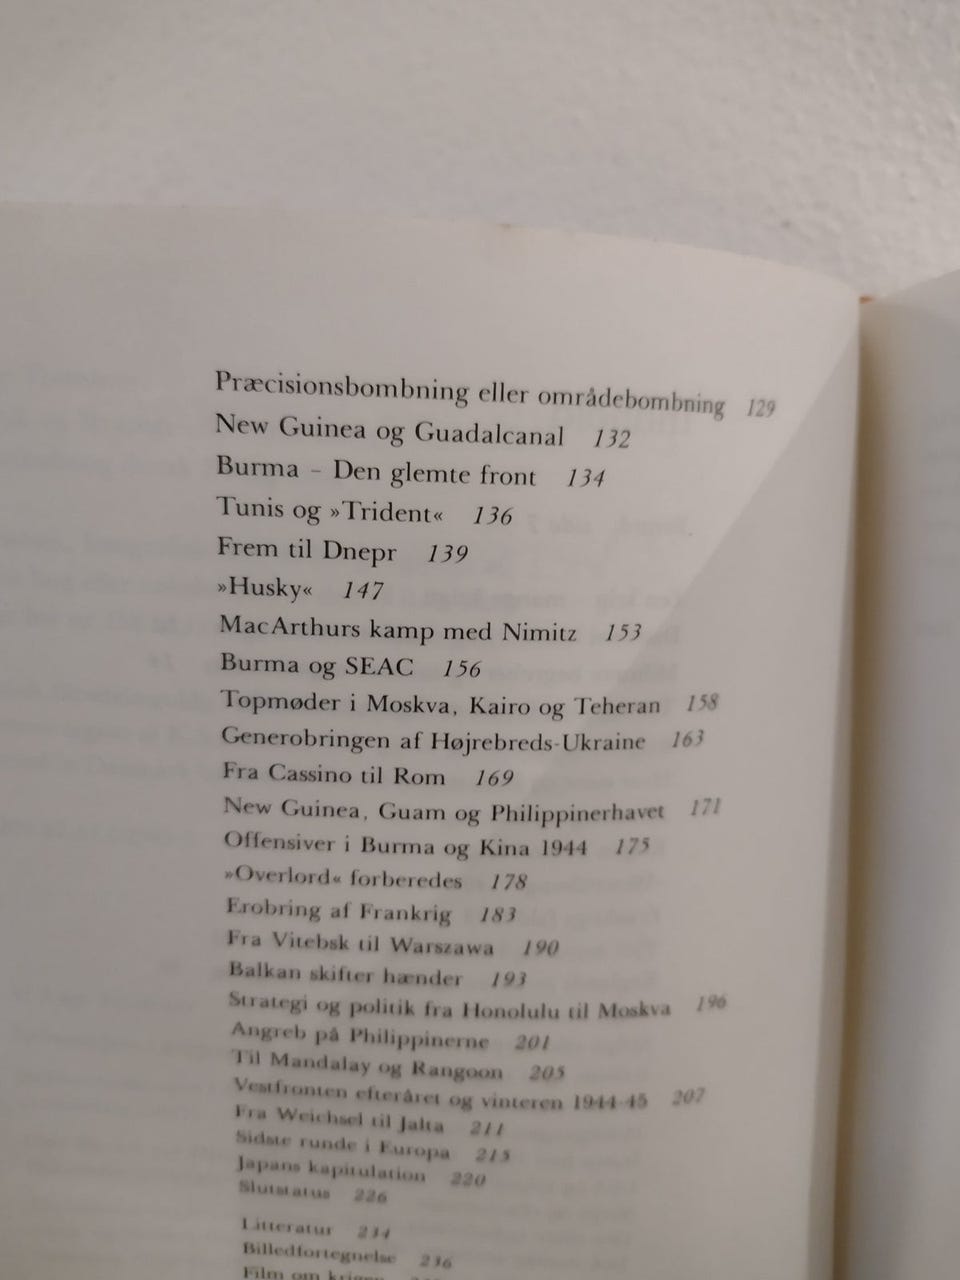 Præcisionsbombning eller områdebombning 129
New Guinea og Guadalcanal 132
Burma – Den glemte front 134
Tunis og »Trident« 136
Frem til Dnepr 139
»Husky« 147
MacArthurs kamp med Nimitz 153
Burma og SEAC 156
Topmøder i Moskva, Kairo og Teheran 158
Generobringen af Højrebreds-Ukraine 163
Fra Cassino til Rom 169
New Guinea, Guam og Philippinerhavet 171
Offensiver i Burma og Kina 1944 175
»Overlord« forberedes 178
Erobring af Frankrig 183
Fra Vitebsk til Warszawa 190
Balkan skifter hænder 193
Strategi og politik fra Honolulu til Moskva 196
Angreb på Philippinerne 201
Til Mandalay og Rangoon 205
Vestfronten efteråret og vinteren 1944-45 207
Fra Weichsel til Jalta 211
Sidste runde i Europa 215
Japans kapitulation 220
Slutstatus 226
Litteratur 234
Billedfortegnelse 236
Film om krigen